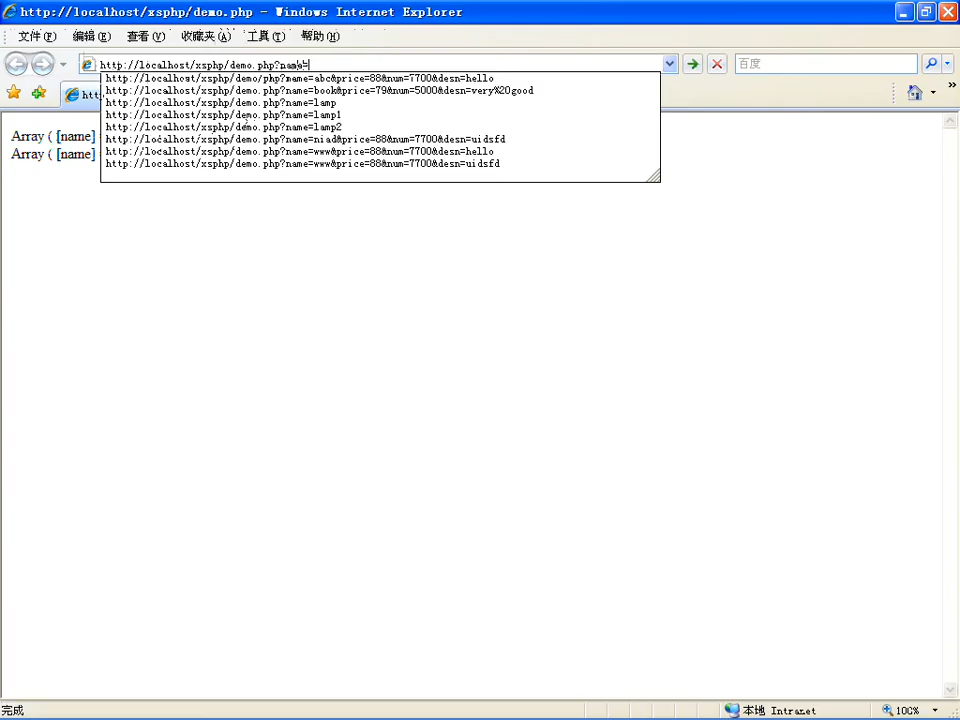 http://localhost/xsphp/demo.php - Windows Internet Explorer
文件(F) 编辑(E) 查看(V) 收藏夹(A) 工具(T) 帮助(H)
http://localhost/xsphp/demo.php?name=
百度
http://localhost/xsphp/demo/php?mame=abc&price=88&num=7700&desn=hello
http://localhost/xsphp/demo.php?name=book&price=79&num=5000&desn=very%20good
http://localhost/xsphp/demo.php?name=lamp
http://localhost/xsphp/demo.php?name=lamp1
http://localhost/xsphp/demo.php?name=lamp2
http://localhost/xsphp/demo.php?name=niad&price=88&num=7700&desn=uidsfd
http://localhost/xsphp/demo.php?name=www&price=88&num=7700&desn=hello
http://localhost/xsphp/demo.php?name=www&price=88&num=7700&desn=uidsfd
htt
Array ( [name]
Array ( [name]
完成
本地 Intranet
100%